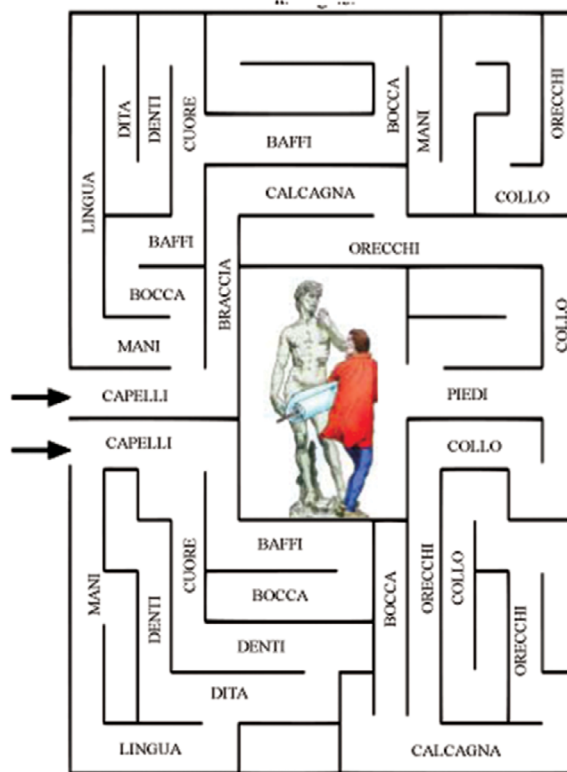 DITA
DENTI
CUORE
BOCCA
MANI
ORECCHI
LINGUA
BAFFI
CALCAGNA
COLLO
BAFFI
ORECCHI
BRACCIA
BOCCA
COLLO
MANI
CAPELLI
PIEDI
CAPELLI
COLLO
BAFFI
CUORE
ORECCHI
COLLO
MANI
BOCCA
BOCCA
DENTI
ORECCHI
DENTI
DITA
LINGUA
CALCAGNA